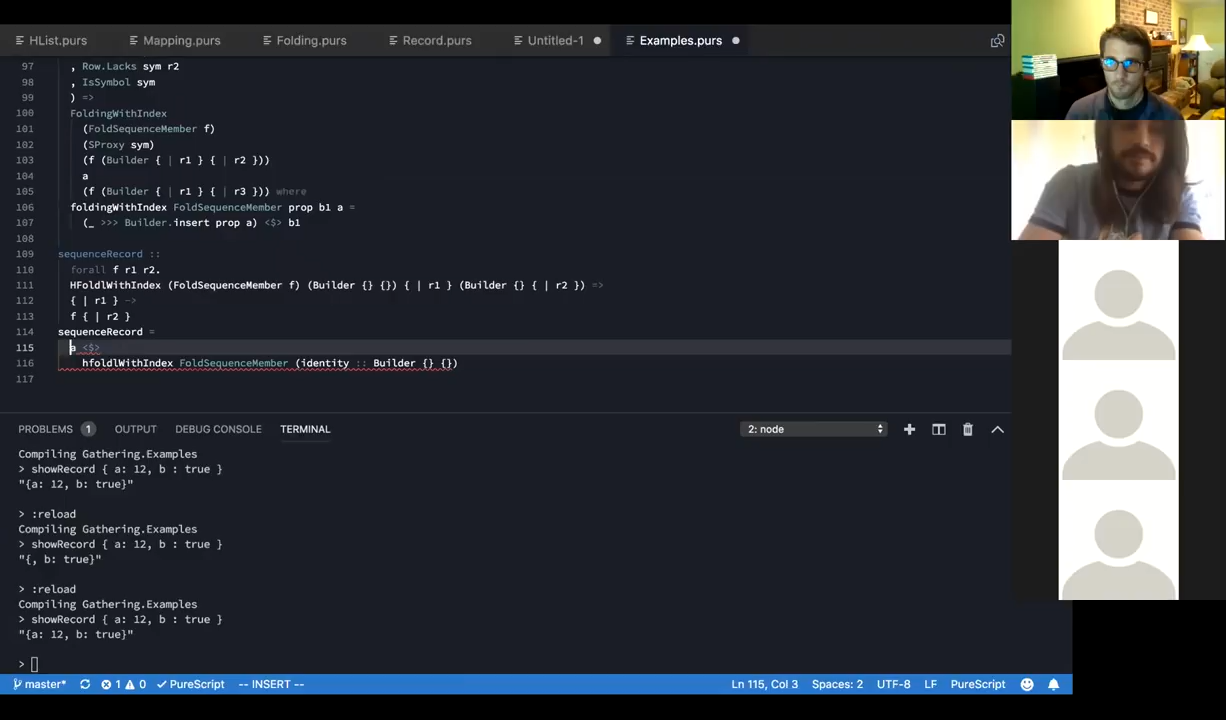 HList.purs Mapping.purs Folding.purs Record.purs Untitled-1 Examples.purs
97 , Row.Lacks sym r2
98 , IsSymbol sym
99 ) =>
100 FoldingWithIndex
101 (FoldSequenceMember f)
102 (SProxy sym)
103 (f (Builder { | r1 } { | r2 }))
104 a
105 (f (Builder { | r1 } { | r3 })) where
106 foldingWithIndex FoldSequenceMember prop b1 a =
107 (_ >>> Builder.insert prop a) <$> b1
108
109 sequenceRecord ::
110 forall f r1 r2.
111 HFoldlWithIndex (FoldSequenceMember f) (Builder {} {}) { | r1 } (Builder {} { | r2 }) =>
112 { | r1 } ->
113 f { | r2 }
114 sequenceRecord =
115 a <$>
116 hfoldlWithIndex FoldSequenceMember (identity :: Builder {} {})
117
PROBLEMS 1 OUTPUT DEBUG CONSOLE TERMINAL 2: node
Compiling Gathering.Examples
> showRecord { a: 12, b : true }
"{a: 12, b: true}"
> :reload
Compiling Gathering.Examples
> showRecord { a: 12, b : true }
"{, b: true}"
> :reload
Compiling Gathering.Examples
> showRecord { a: 12, b : true }
"{a: 12, b: true}"
>
master* 1 0 PureScript -- INSERT -- Ln 115, Col 3 Spaces: 2 UTF-8 LF PureScript